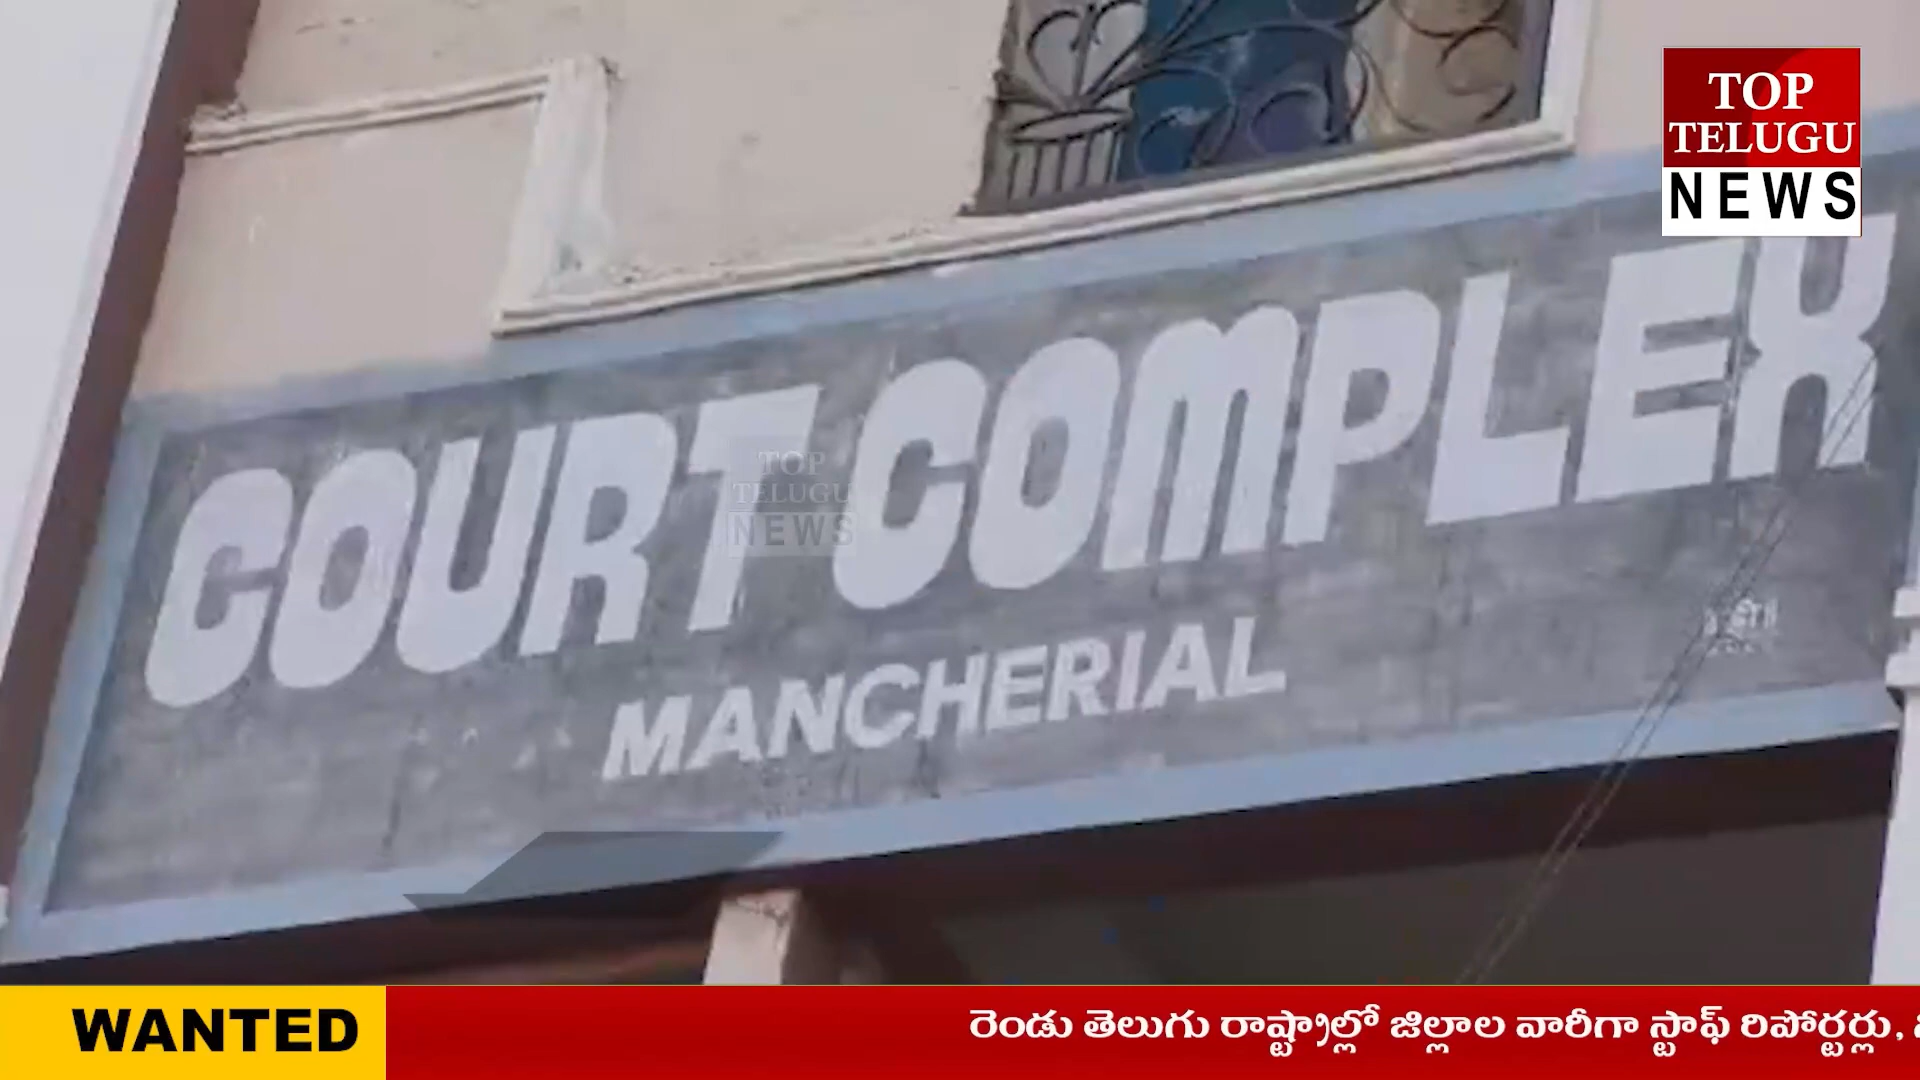 TOP
TELUGU
NEWS
COURT COMPLEX
TOP
TELUGU
NEWS
MANCHERIAL
WANTED
రెండు తెలుగు రాష్ట్రాల్లో జిల్లాల వారీగా స్టాఫ్ రిపోర్టర్లు,